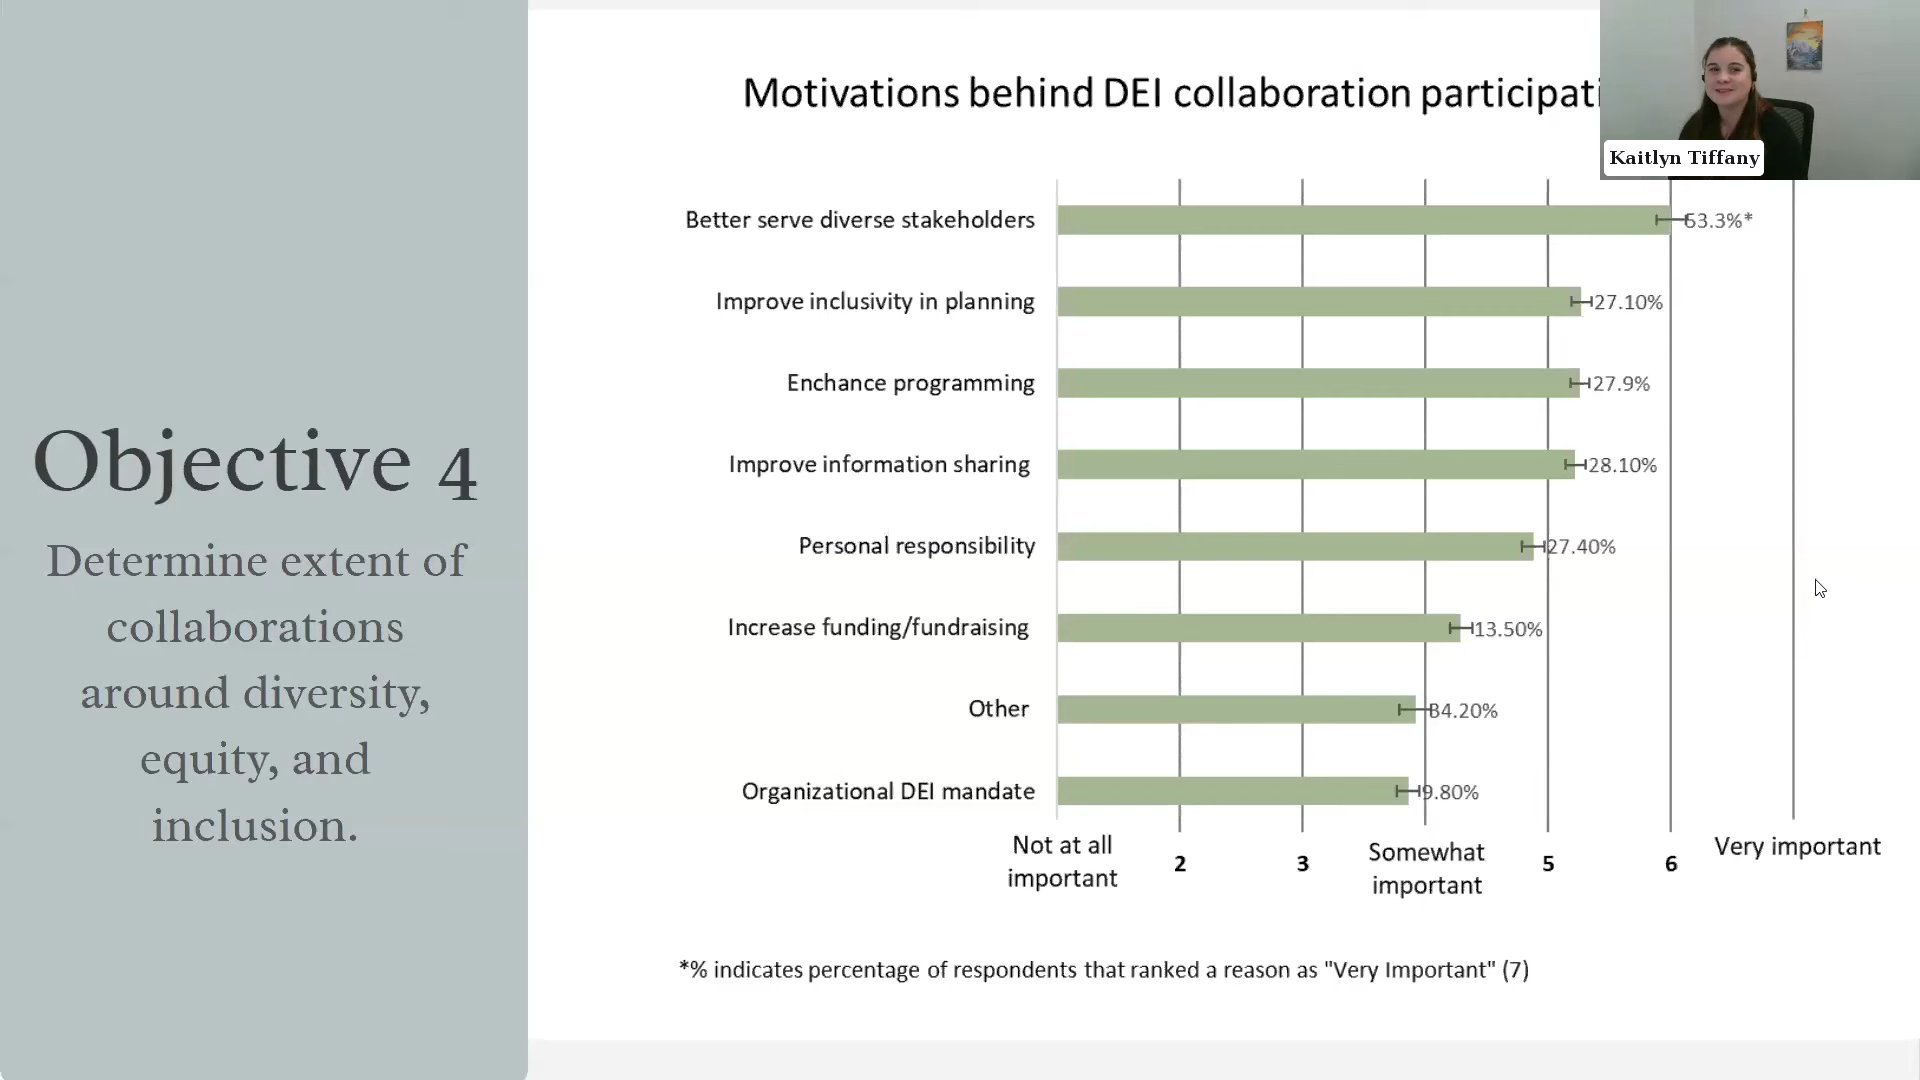 Objective 4
Determine extent of
collaborations
around diversity,
equity, and
inclusion.
Motivations behind DEI collaboration participati
Kaitlyn Tiffany
Better serve diverse stakeholders
53.3%*
Improve inclusivity in planning
27.10%
Enchance programming
27.9%
Improve information sharing
28.10%
Personal responsibility
27.40%
Increase funding/fundraising
13.50%
Other
34.20%
Organizational DEI mandate
9.80%
Not at all
important
2
3
Somewhat
important
5
6
Very important
*% indicates percentage of respondents that ranked a reason as "Very Important" (7)